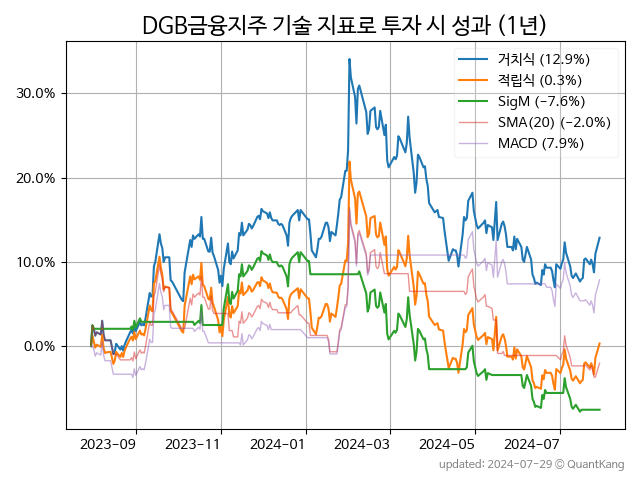 DGB금융지주 기술 지표로 투자 시 성과 (1년)
거치식 (12.9%)
적립식 (0.3%)
SigM (−7.6%)
SMA(20) (−2.0%)
MACD (7.9%)
30.0%
20.0%
10.0%
0.0%
2023-09 2023-11 2024-01 2024-03 2024-05 2024-07
updated: 2024-07-29 © QuantKang